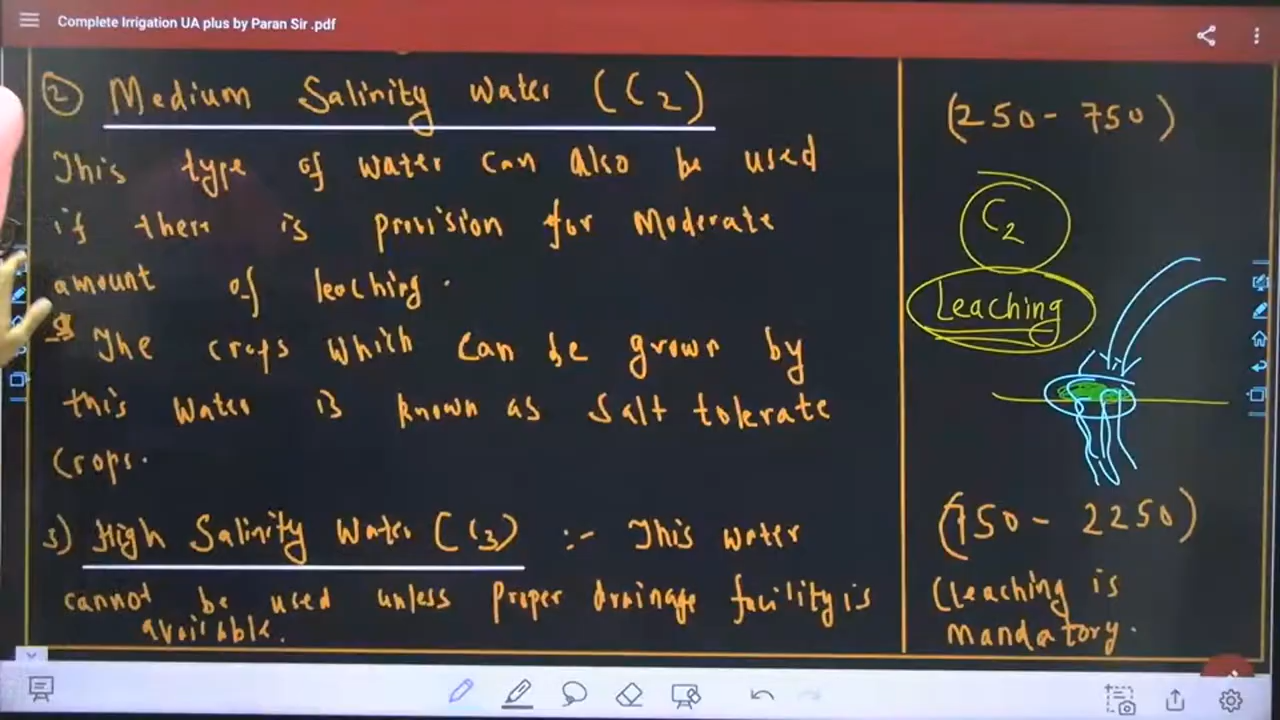 Complete Irrigation UA plus by Paran Sir .pdf
2 Medium Salinity Water (C2)
This type of water can also be used
if there is provision for Moderate
amount of leaching.
The crops which can be grown by
this water is known as salt tolerate
crops.
3) High Salinity Water (C3) :- This water
cannot be used unless proper drainage facility is
available.
(250 - 750)
C2
Leaching
(750 - 2250)
(leaching is
mandatory.